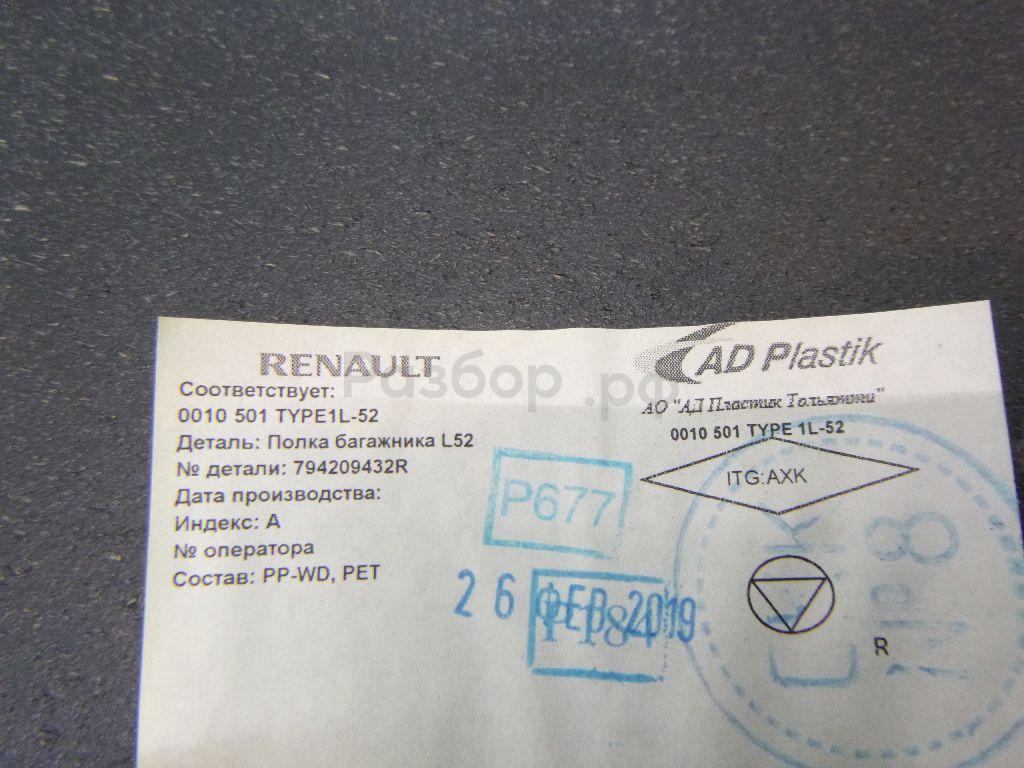 RENAULT
Разбор.рф
Соответствует:
0010 501 TYPE1L-52
Деталь: Полка багажника L52
№ детали: 794209432R
Дата производства:
Индекс: А
№ оператора
Состав: PP-WD, PET
AD Plastik
АО "АД Пластик Тольятти"
0010 501 TYPE 1L-52
ITG:AXK
P677
26 ФЕВ 2019
P184
№8
R